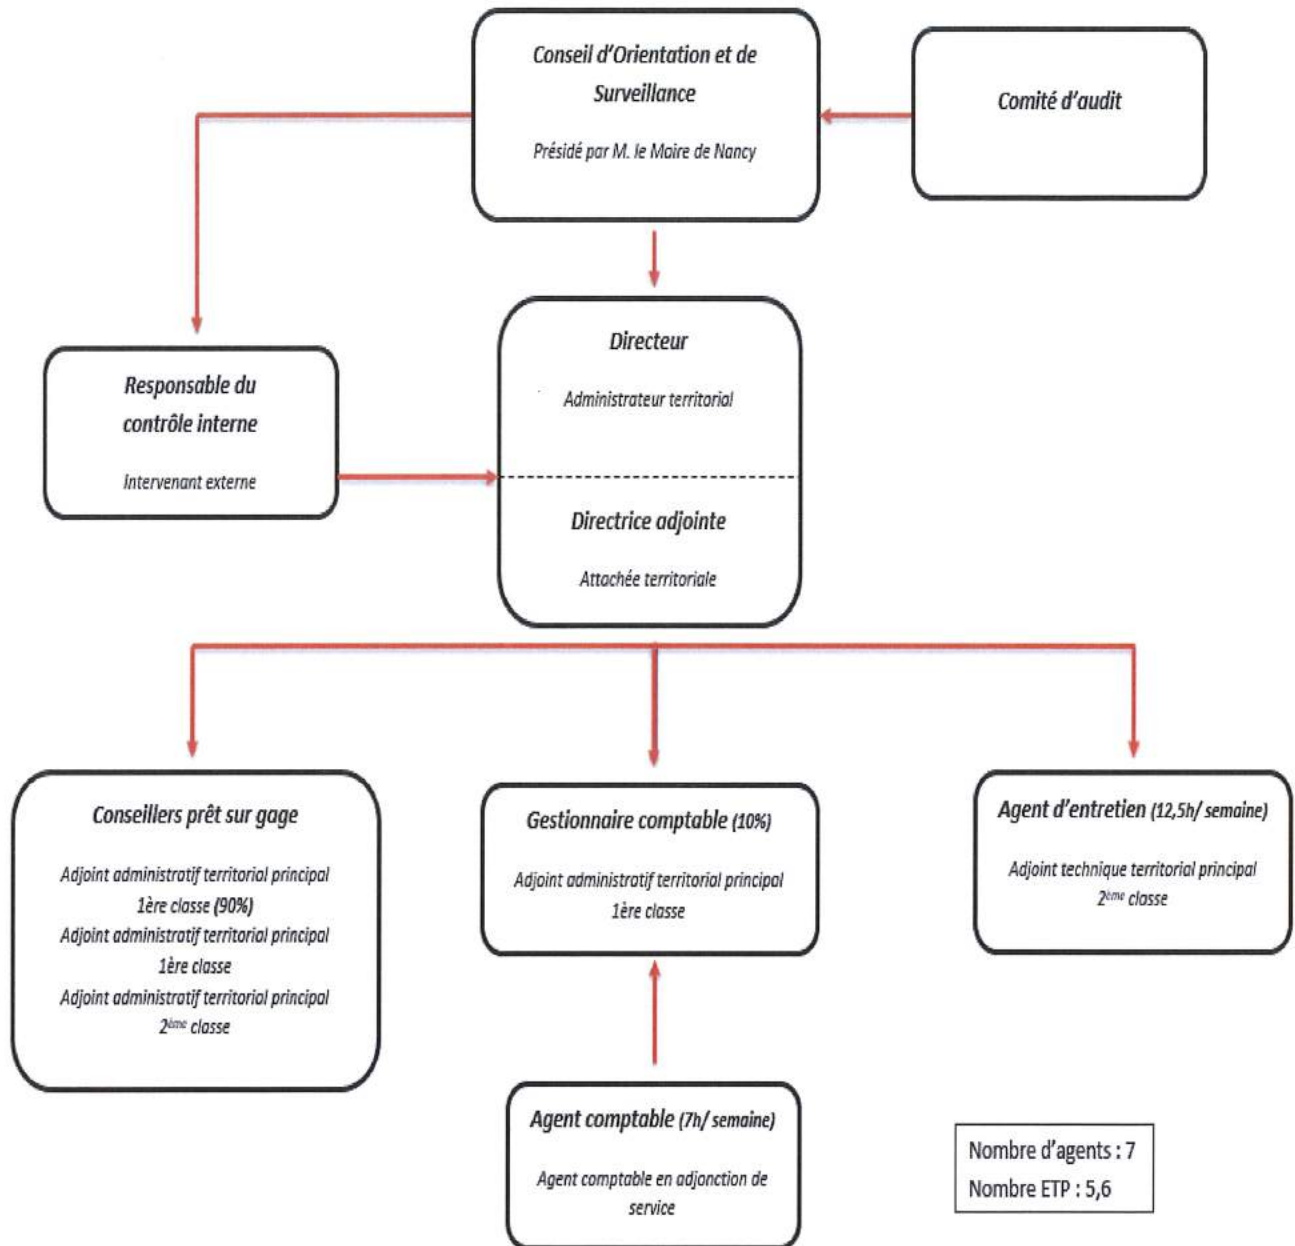 Conseil d'Orientation et de
Surveillance
Présidé par M. le Maire de Nancy
Comité d'audit
Responsable du
contrôle interne
Intervenant externe
Directeur
Administrateur territorial
Directrice adjointe
Attachée territoriale
Conseillers prêt sur gage
Adjoint administratif territorial principal
1ère classe (90%)
Adjoint administratif territorial principal
1ère classe
Adjoint administratif territorial principal
2ème classe
Gestionnaire comptable (10%)
Adjoint administratif territorial principal
1ère classe
Agent d'entretien (12,5h/ semaine)
Adjoint technique territorial principal
2ème classe
Agent comptable (7h/ semaine)
Agent comptable en adjonction de
service
Nombre d'agents : 7
Nombre ETP : 5,6